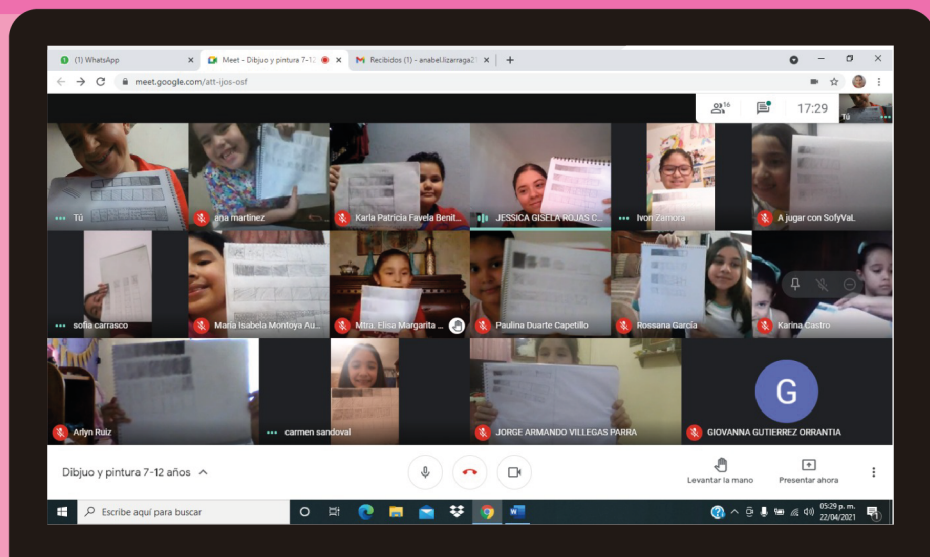 (1) WhatsApp
Meet - Dibjuo y pintura 7-12
Recibidos (1) - anabel.lizarraga2
meet.google.com/att-ijos-osf
16
17:29
Tú
Tú
ana martinez
Karla Patricia Favela Benit...
JESSICA GISELA ROJAS C...
Ivon Zamora
A jugar con SofyVaL
sofia carrasco
Maria Isabela Montoya Au...
Mtra. Elisa Margarita ...
Paulina Duarte Capetillo
Rossana García
Karina Castro
Arlyn Ruiz
carmen sandoval
JORGE ARMANDO VILLEGAS PARRA
G
GIOVANNA GUTIERREZ ORRANTIA
Dibjuo y pintura 7-12 años
Levantar la mano
Presentar ahora
Escribe aquí para buscar
05:29 p. m.
22/04/2021